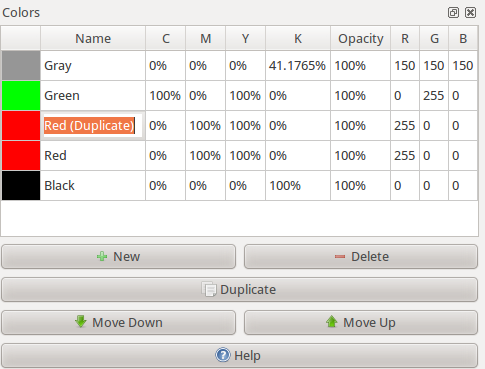 Colors
Name C M Y K Opacity R G B
Gray 0% 0% 0% 41.1765% 100% 150 150 150
Green 100% 0% 100% 0% 100% 0 255 0
Red (Duplicate) 0% 100% 100% 0% 100% 255 0 0
Red 0% 100% 100% 0% 100% 255 0 0
Black 0% 0% 0% 100% 100% 0 0 0
New Delete
Duplicate
Move Down Move Up
Help